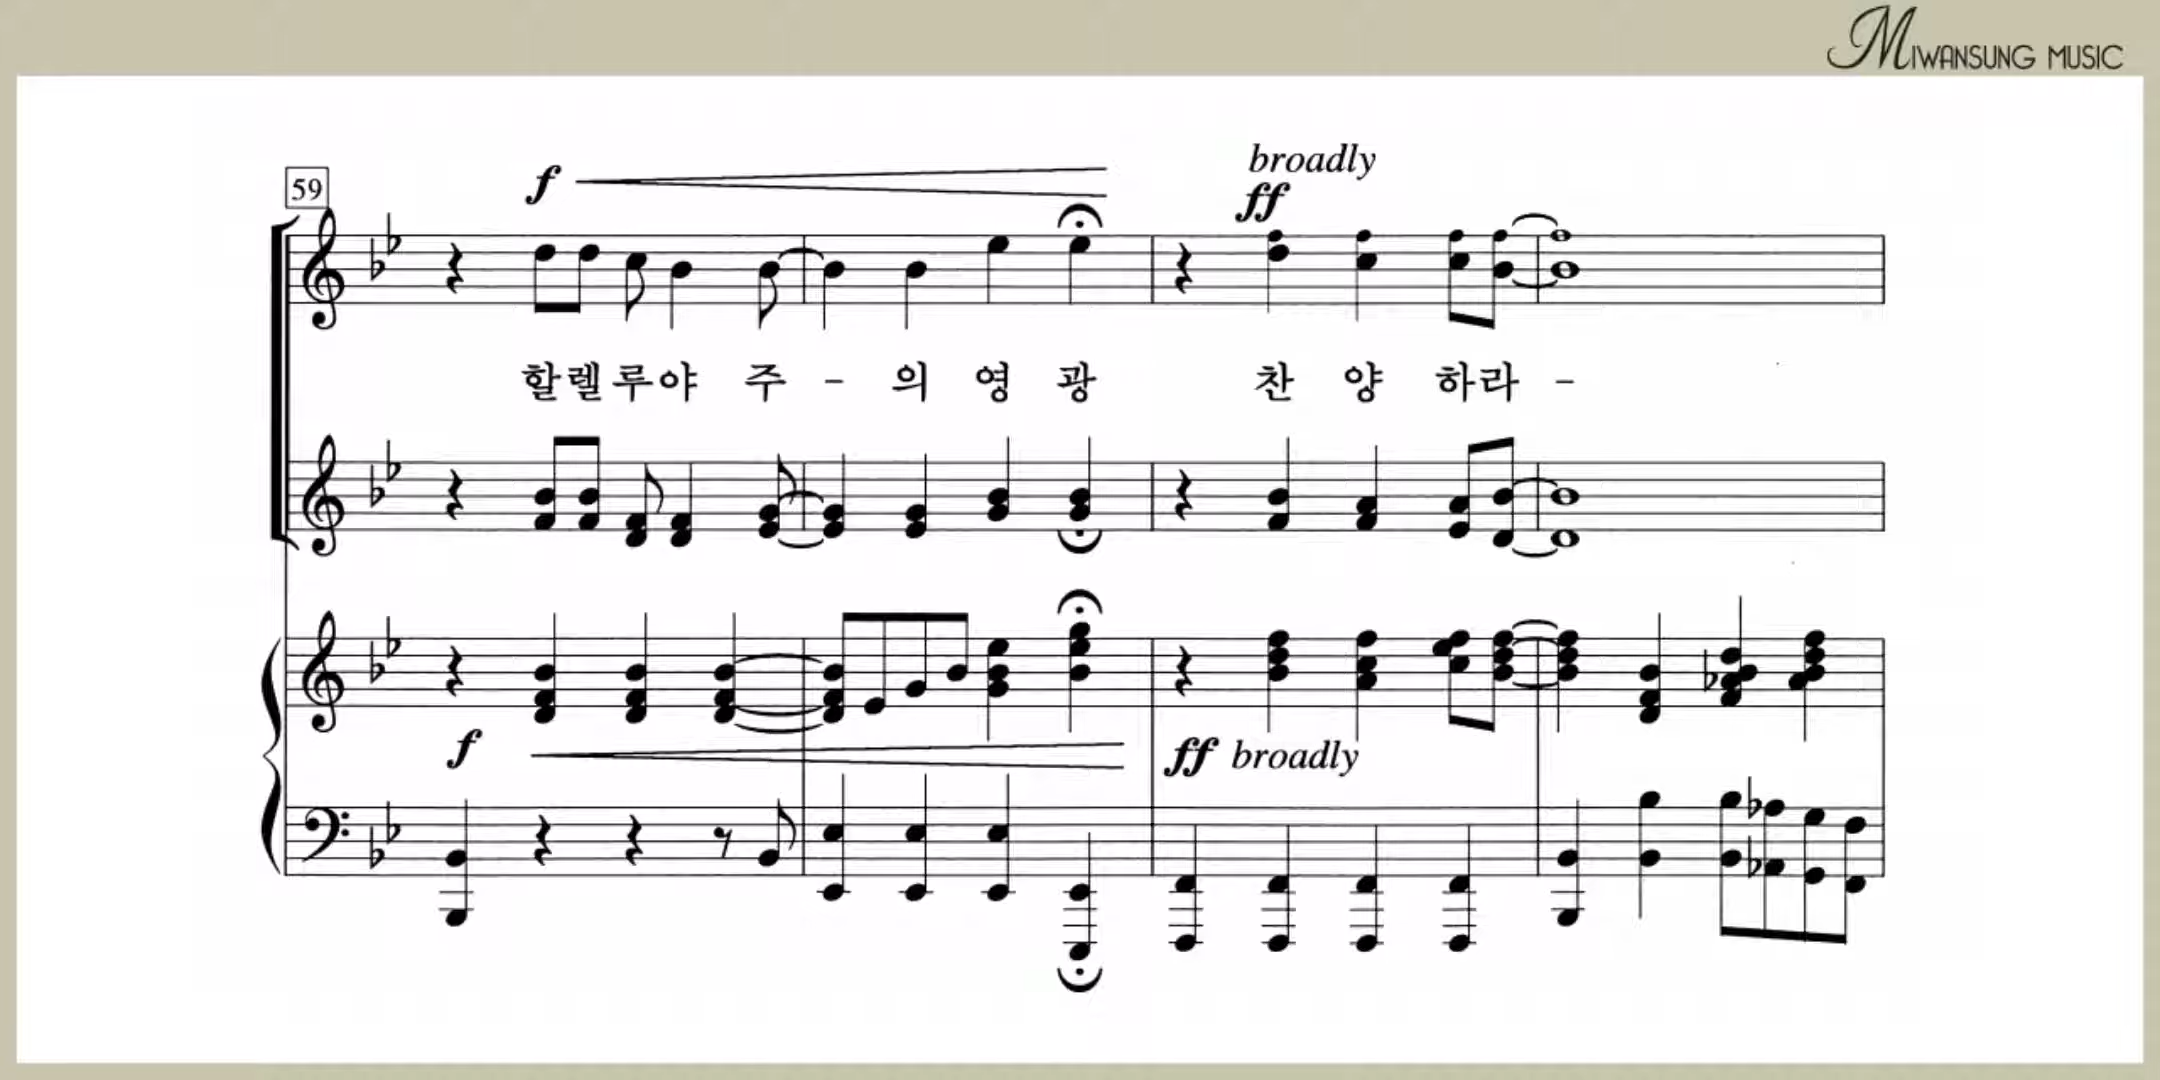 MIWANSUNG MUSIC
broadly
59 f ff
할렐루야 주 - 의 영 광 찬 양 하라 -
f ff broadly